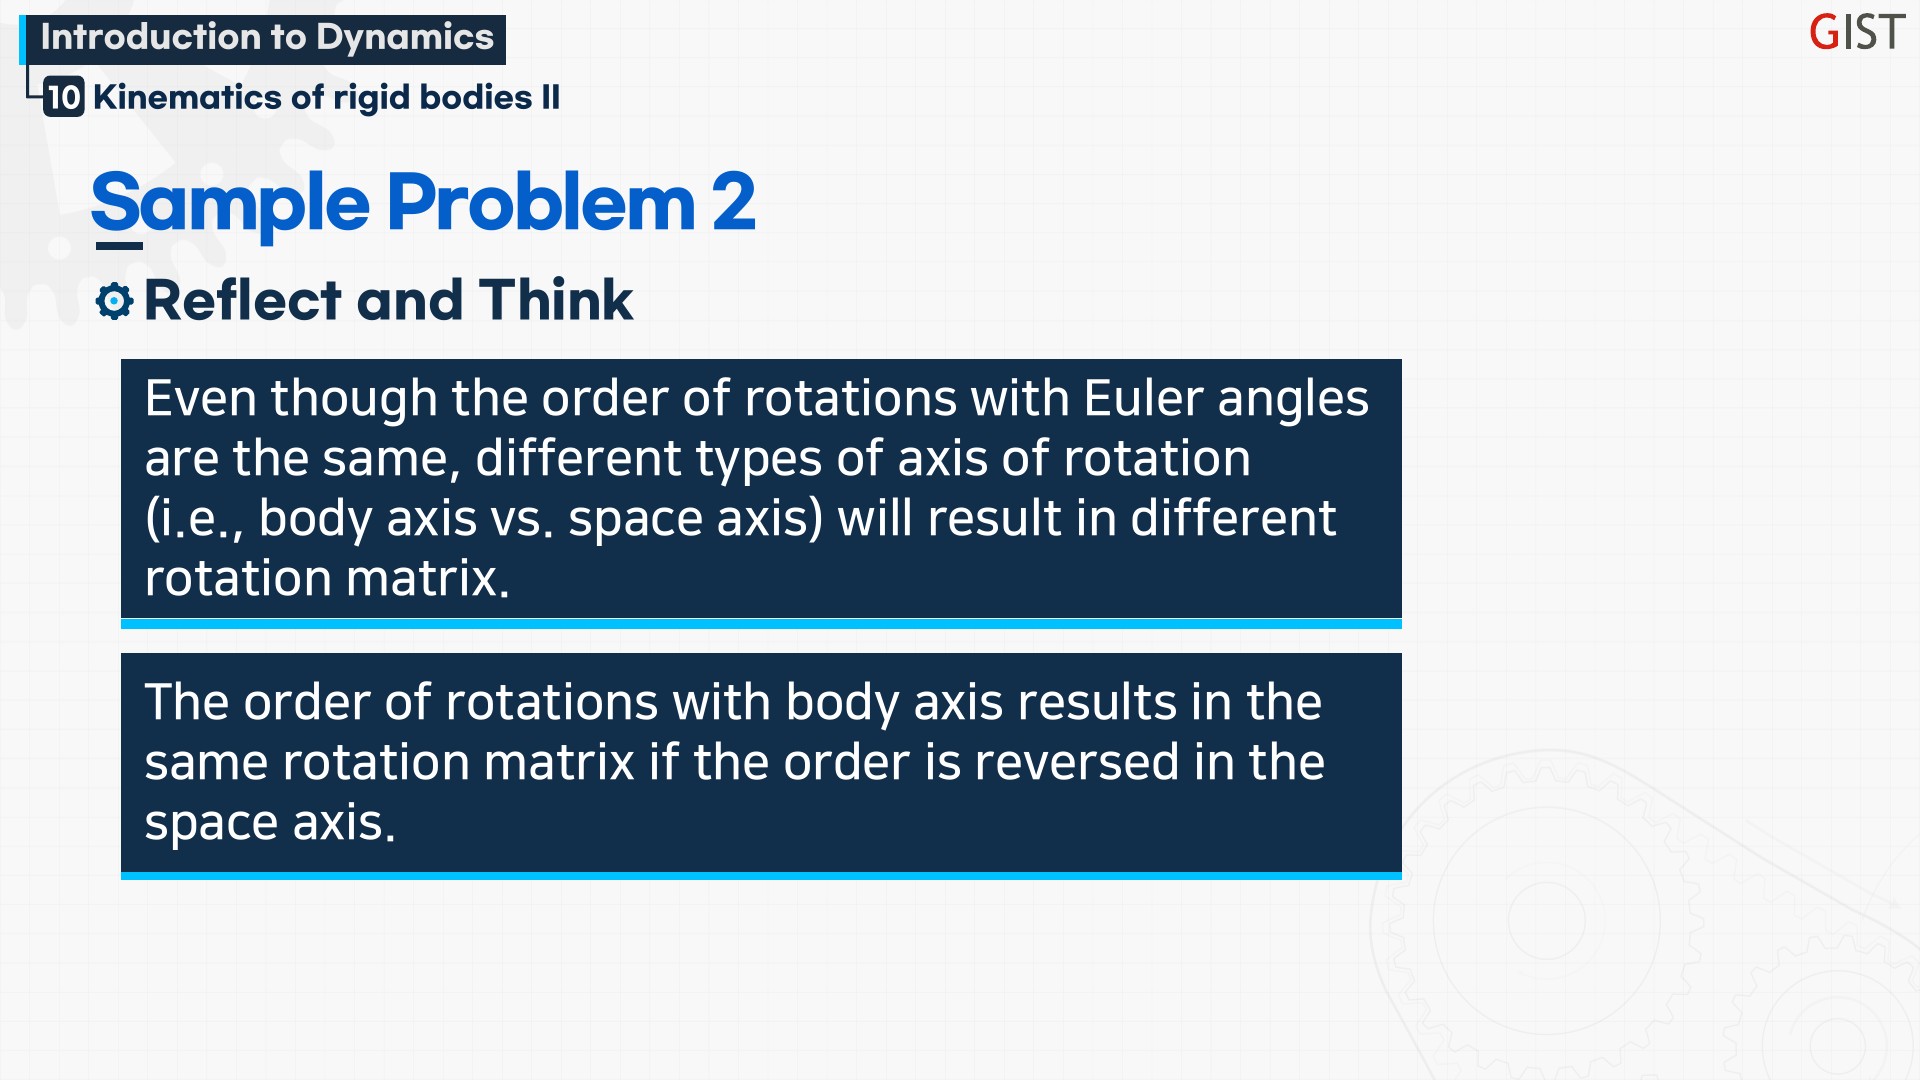 Introduction to Dynamics
GIST
10 Kinematics of rigid bodies II
Sample Problem 2
Reflect and Think
Even though the order of rotations with Euler angles
are the same, different types of axis of rotation
(i.e., body axis vs. space axis) will result in different
rotation matrix.
The order of rotations with body axis results in the
same rotation matrix if the order is reversed in the
space axis.